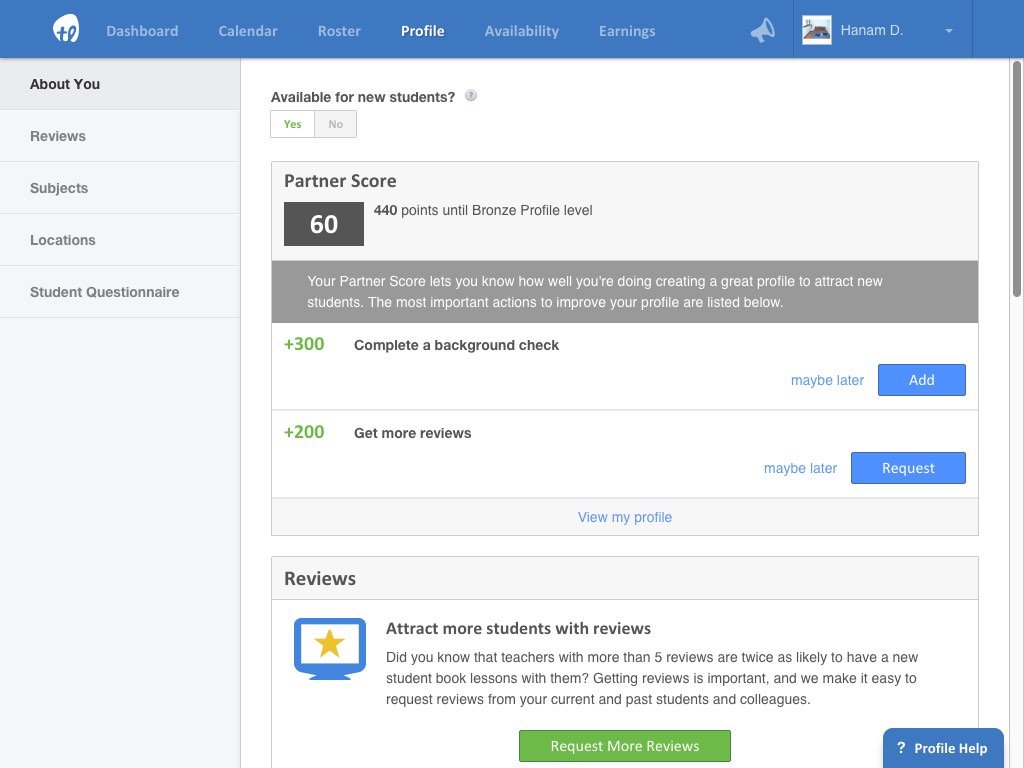 Dashboard Calendar Roster Profile Availability Earnings Hanam D.
About You
Reviews
Subjects
Locations
Student Questionnaire
Available for new students? ?
Yes No
Partner Score
60 440 points until Bronze Profile level
Your Partner Score lets you know how well you're doing creating a great profile to attract new
students. The most important actions to improve your profile are listed below.
+300 Complete a background check
maybe later Add
+200 Get more reviews
maybe later Request
View my profile
Reviews
Attract more students with reviews
Did you know that teachers with more than 5 reviews are twice as likely to have a new
student book lessons with them? Getting reviews is important, and we make it easy to
request reviews from your current and past students and colleagues.
Request More Reviews
? Profile Help